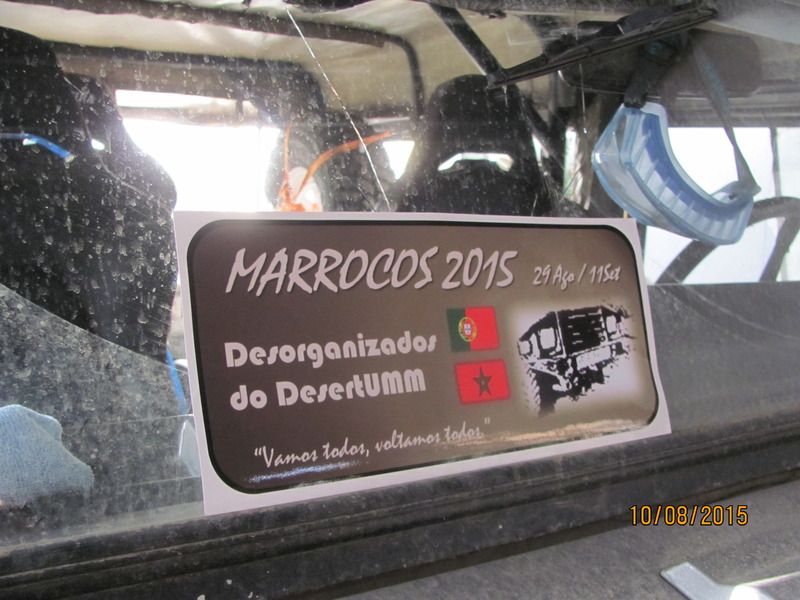 MARROCOS 2015 29 Ago / 11Set
Desorganizados
do DesertUMM
"Vamos todos, voltamos todos"
10/08/2015